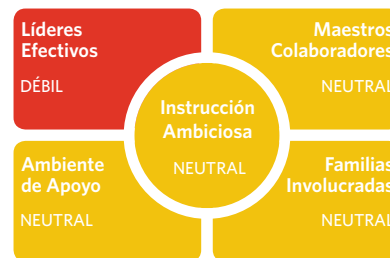 Líderes
Efectivos
DÉBIL
Maestros
Colaboradores
NEUTRAL
Instrucción
Ambiciosa
NEUTRAL
Ambiente
de Apoyo
NEUTRAL
Familias
Involucradas
NEUTRAL